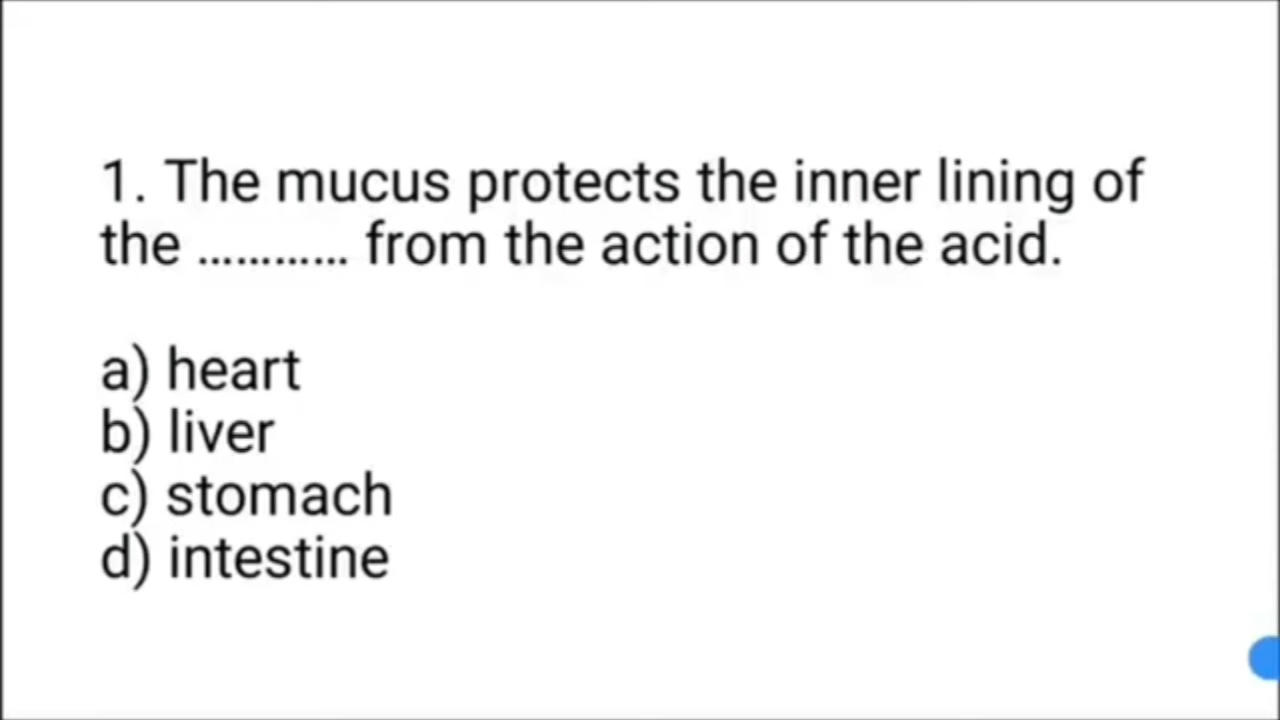 1. The mucus protects the inner lining of
the ………… from the action of the acid.
a) heart
b) liver
c) stomach
d) intestine